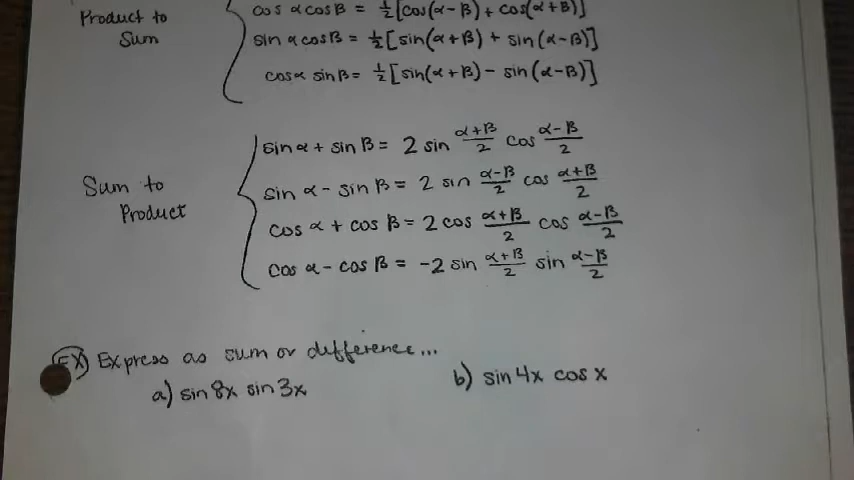 Product to Sum
cos α cos β = 1/2 [cos(α-β) + cos(α+β)]
sin α cos β = 1/2 [sin(α+β) + sin(α-β)]
cos α sin β = 1/2 [sin(α+β) - sin(α-β)]
Sum to Product
sin α + sin β = 2 sin (α+β)/2 cos (α-β)/2
sin α - sin β = 2 sin (α-β)/2 cos (α+β)/2
cos α + cos β = 2 cos (α+β)/2 cos (α-β)/2
cos α - cos β = -2 sin (α+β)/2 sin (α-β)/2
EX) Express as sum or difference...
a) sin 8x sin 3x
b) sin 4x cos x